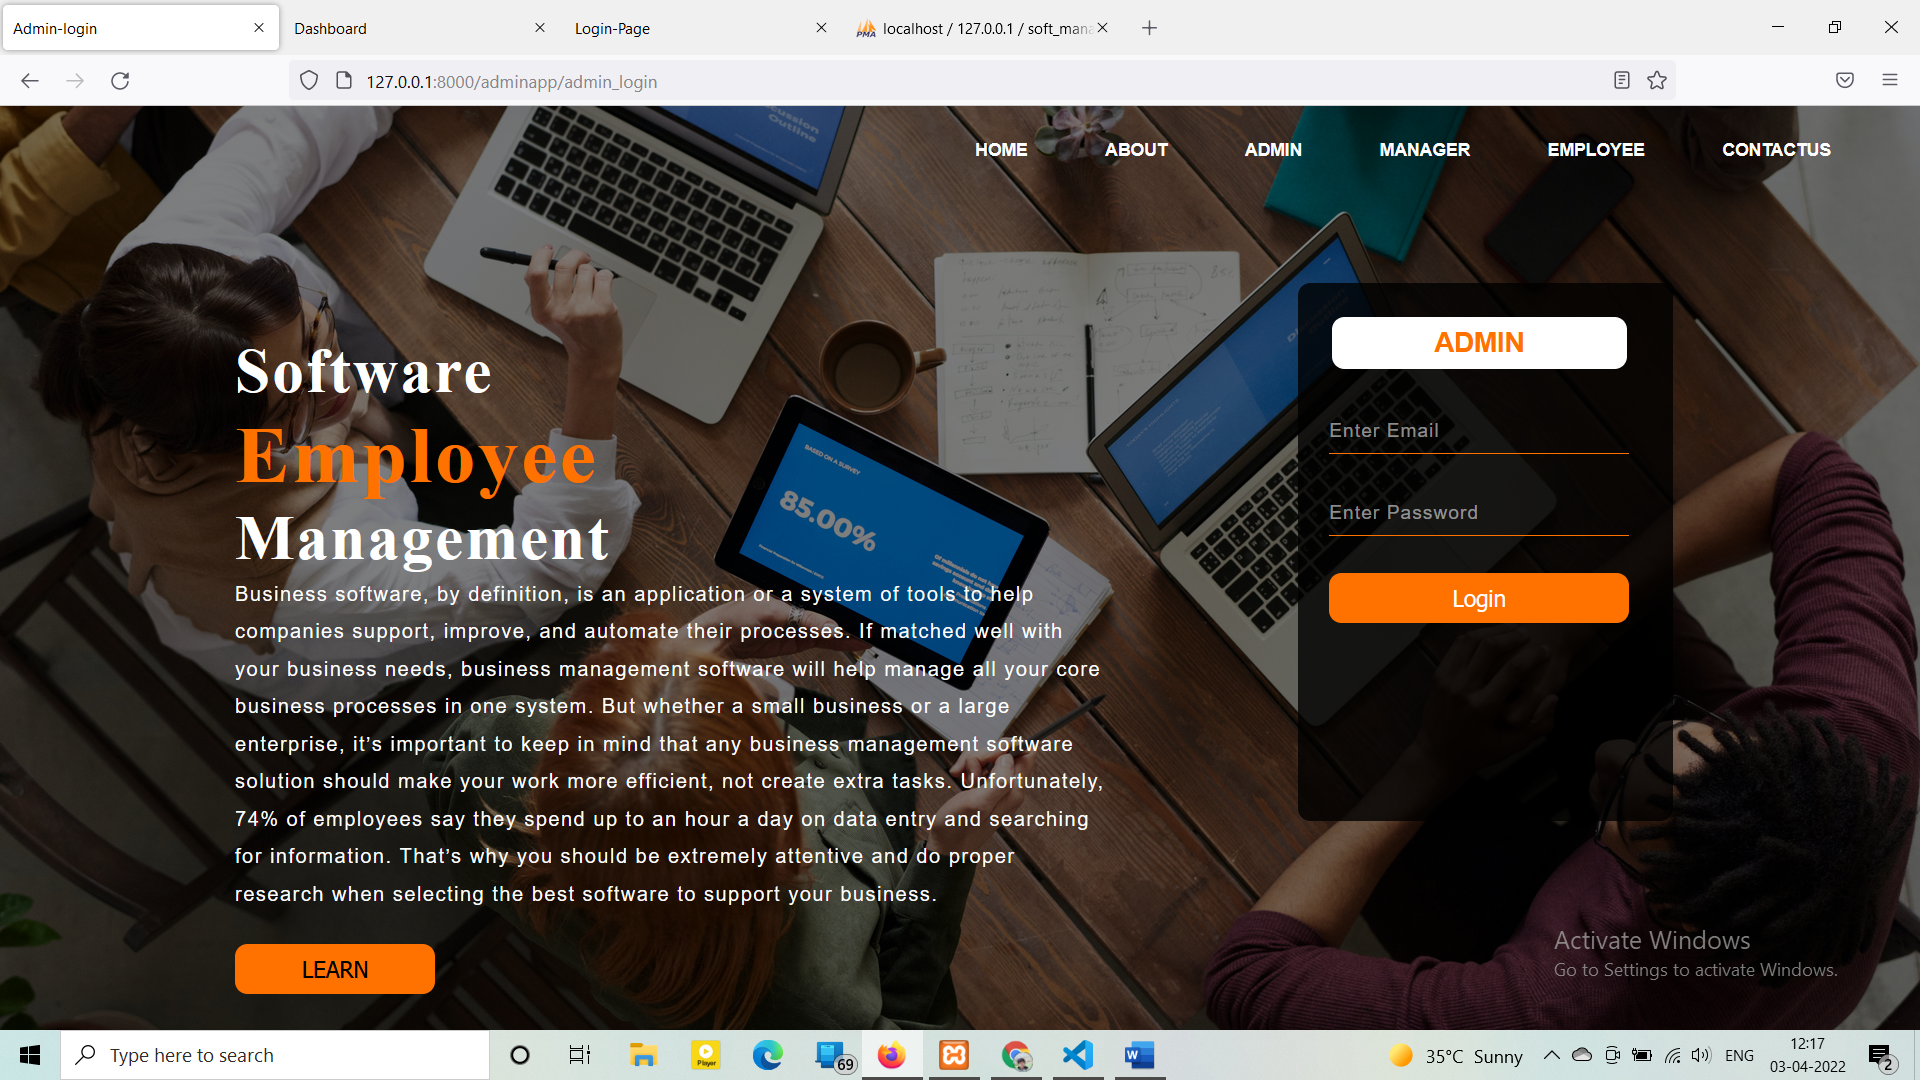 Admin-login
Dashboard
Login-Page
PMA localhost / 127.0.0.1 / soft_mana
127.0.0.1:8000/adminapp/admin_login
HOME ABOUT ADMIN MANAGER EMPLOYEE CONTACTUS
Software
Employee
Management
Business software, by definition, is an application or a system of tools to help
companies support, improve, and automate their processes. If matched well with
your business needs, business management software will help manage all your core
business processes in one system. But whether a small business or a large
enterprise, it’s important to keep in mind that any business management software
solution should make your work more efficient, not create extra tasks. Unfortunately,
74% of employees say they spend up to an hour a day on data entry and searching
for information. That’s why you should be extremely attentive and do proper
research when selecting the best software to support your business.
LEARN
BASED ON A SURVEY
85.00%
ADMIN
Enter Email
Enter Password
Login
Activate Windows
Go to Settings to activate Windows.
Type here to search
Player
69
35°C Sunny
ENG
12:17
03-04-2022
2